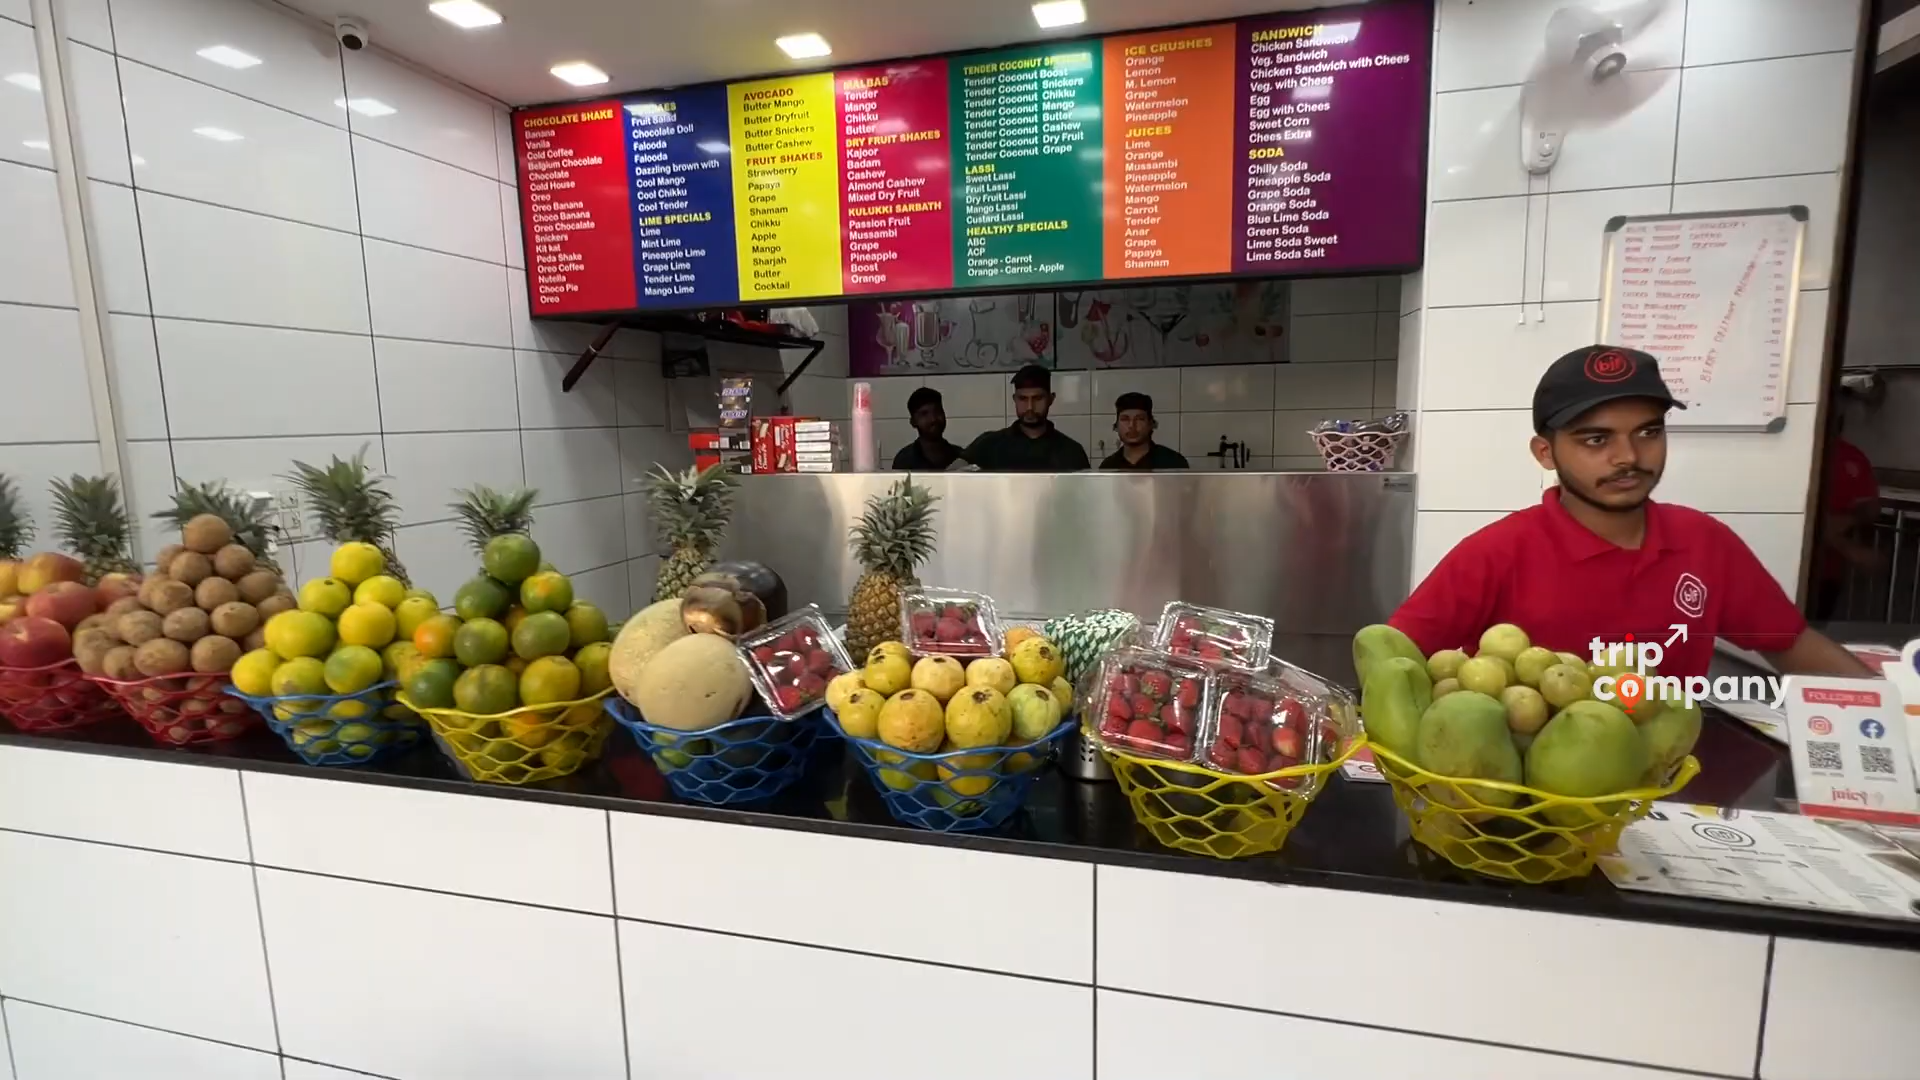 CHOCOLATE SHAKE
Banana
Vanila
Cold Coffee
Belgium Chocolate
Chocolate
Cold House
Oreo
Oreo Banana
Choco Banana
Oreo Chocolate
Snickers
Kit kat
Peda Shake
Oreo Coffee
Nutella
Choco Pie
Oreo
Fruit Salad
Chocolate Doll
Falooda
Falooda
Dazzling brown with
Cool Mango
Cool Chikku
Cool Tender
LIME SPECIALS
Lime
Mint Lime
Pineapple Lime
Grape Lime
Tender Lime
Mango Lime
AVOCADO
Butter Mango
Butter Dryfruit
Butter Snickers
Butter Cashew
FRUIT SHAKES
Strawberry
Papaya
Grape
Shamam
Chikku
Apple
Mango
Sharjah
Butter
Cocktail
MALBAS
Tender
Mango
Chikku
Butter
DRY FRUIT SHAKES
Kajoor
Badam
Cashew
Almond Cashew
Mixed Dry Fruit
KULUKKI SARBATH
Passion Fruit
Mussambi
Grape
Pineapple
Boost
Orange
TENDER COCONUT
Tender Coconut Boost
Tender Coconut Snickers
Tender Coconut Chikku
Tender Coconut Mango
Tender Coconut Butter
Tender Coconut Cashew
Tender Coconut Dry Fruit
Tender Coconut Grape
LASSI
Sweet Lassi
Fruit Lassi
Dry Fruit Lassi
Mango Lassi
Custard Lassi
HEALTHY SPECIALS
ABC
ACP
Orange - Carrot
Orange - Carrot - Apple
ICE CRUSHES
Orange
Lemon
M. Lemon
Grape
Watermelon
Pineapple
JUICES
Lime
Orange
Mussambi
Pineapple
Watermelon
Mango
Carrot
Tender
Anar
Grape
Papaya
Shamam
SANDWICH
Chicken Sandwich
Veg. Sandwich
Chicken Sandwich with Chees
Veg. with Chees
Egg
Egg with Chees
Sweet Corn
Chees Extra
SODA
Chilly Soda
Pineapple Soda
Grape Soda
Orange Soda
Blue Lime Soda
Green Soda
Lime Soda Sweet
Lime Soda Salt
bjf
bjf
trip
company
FOLLOW US
juicy